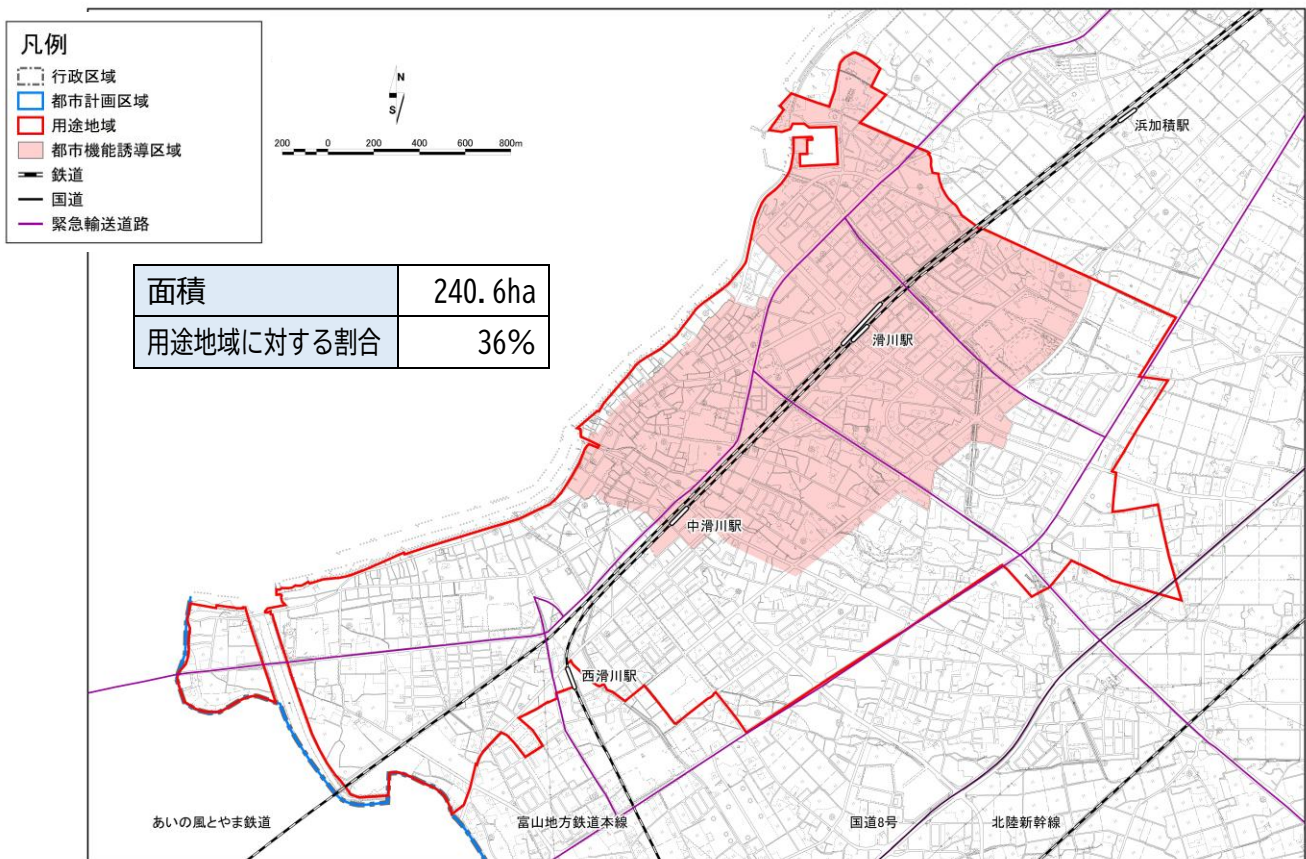 凡例
行政区域
都市計画区域
用途地域
都市機能誘導区域
鉄道
国道
緊急輸送道路
N
S
200 0 200 400 600 800m
面積 240.6ha
用途地域に対する割合 36%
浜加積駅
滑川駅
中滑川駅
西滑川駅
あいの風とやま鉄道
富山地方鉄道本線
国道8号
北陸新幹線